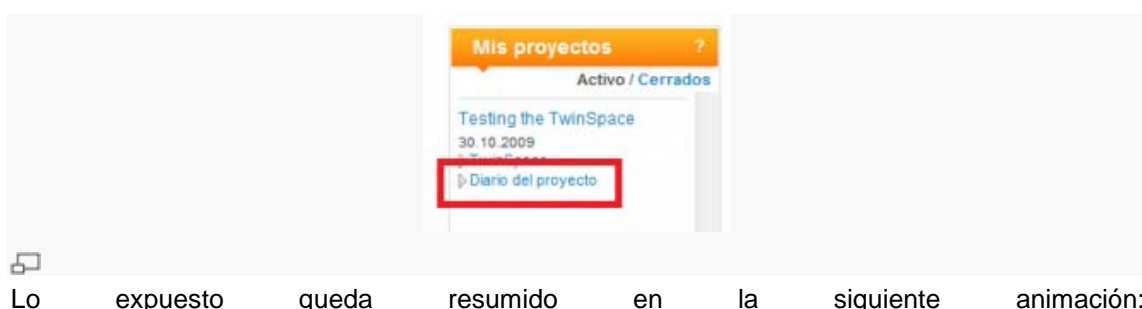 Mis proyectos ?
Activo / Cerrados
Testing the TwinSpace
30.10.2009
TwinSpace
Diario del proyecto
Lo expuesto queda resumido en la siguiente animación: